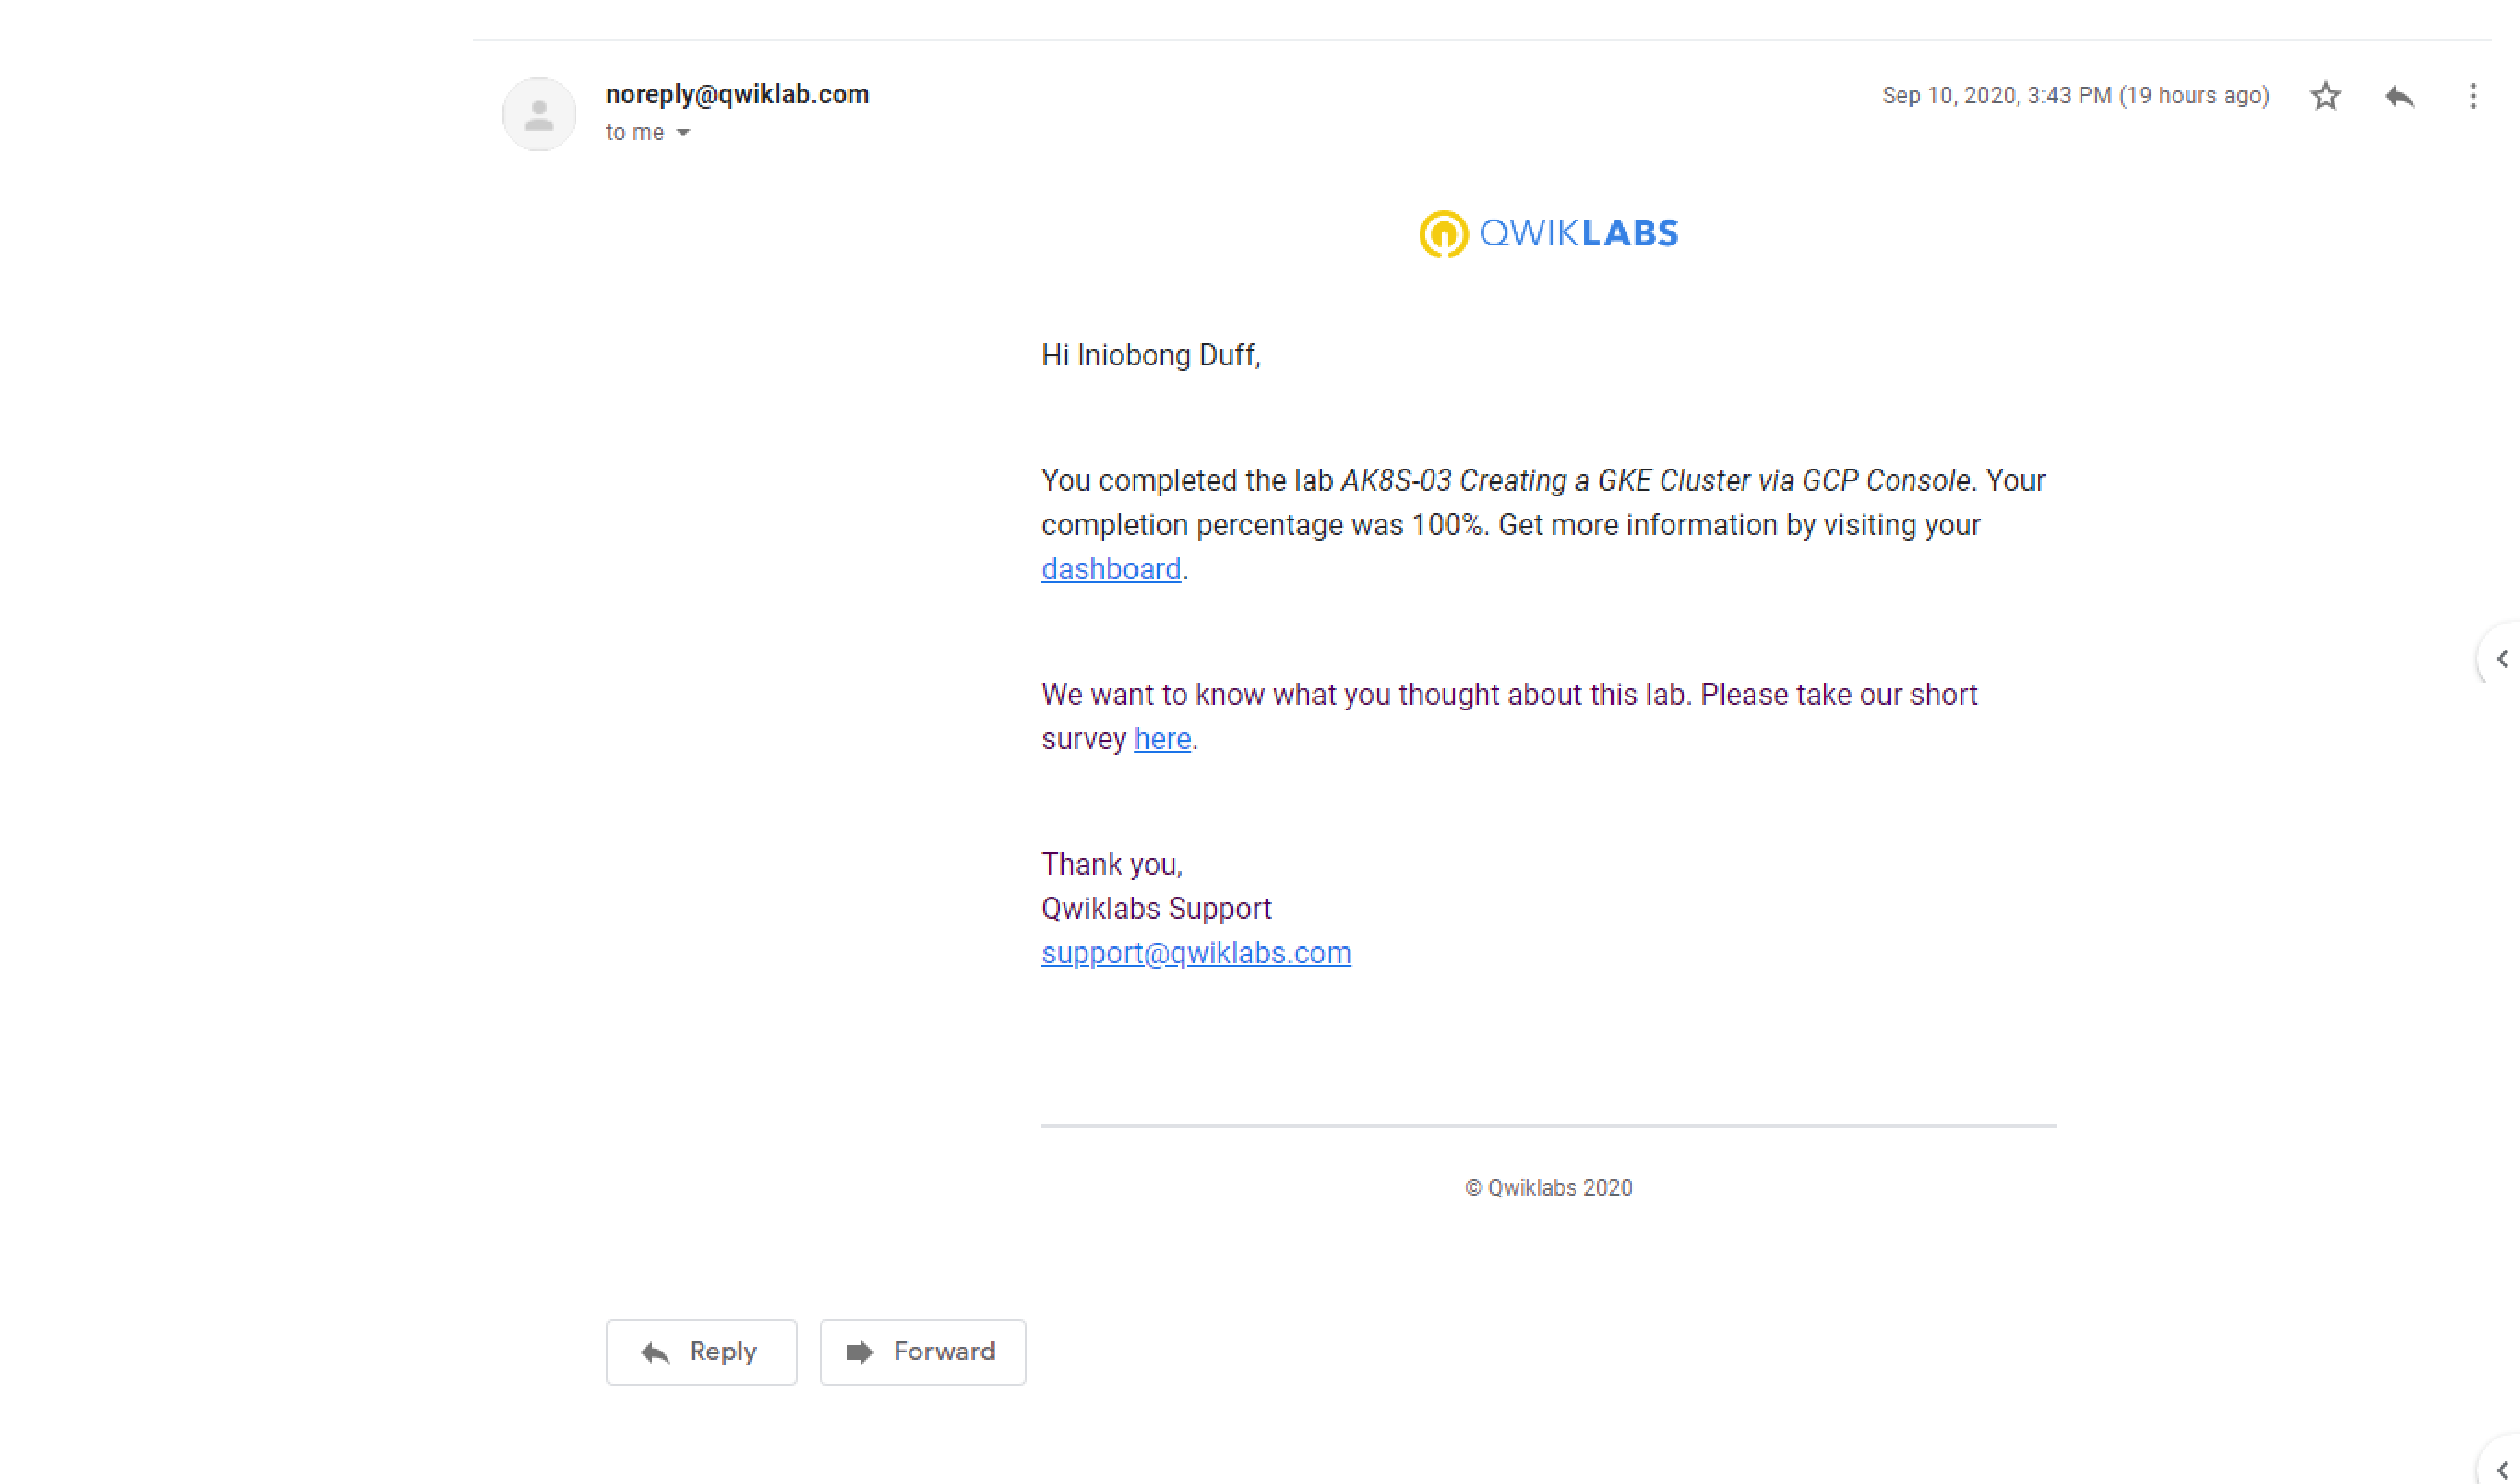 noreply@qwiklab.com
Sep 10, 2020, 3:43 PM (19 hours ago)
to me
QWIKLABS
Hi Iniobong Duff,
You completed the lab AK8S-03 Creating a GKE Cluster via GCP Console. Your
completion percentage was 100%. Get more information by visiting your
dashboard.
We want to know what you thought about this lab. Please take our short
survey here.
Thank you,
Qwiklabs Support
support@qwiklabs.com
© Qwiklabs 2020
Reply
Forward